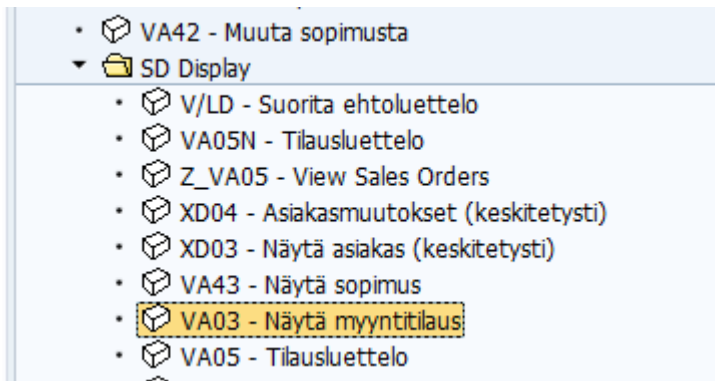 VA42 - Muuta sopimusta
SD Display
V/LD - Suorita ehtoluettelo
VA05N - Tilausluettelo
Z_VA05 - View Sales Orders
XD04 - Asiakasmuutokset (keskitetysti)
XD03 - Näytä asiakas (keskitetysti)
VA43 - Näytä sopimus
VA03 - Näytä myyntitilaus
VA05 - Tilausluettelo